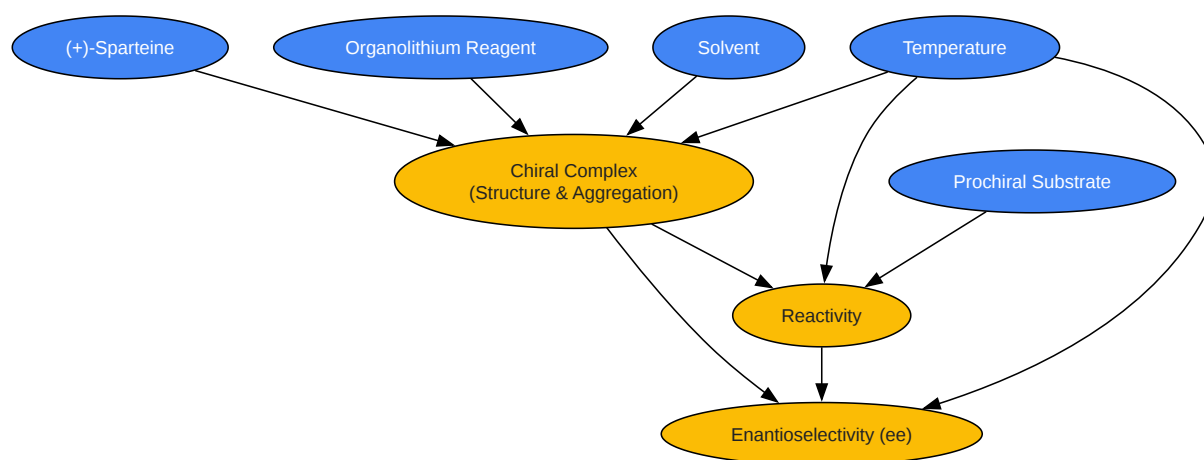 (+)-Sparteine
Organolithium Reagent
Solvent
Temperature
Chiral Complex
(Structure & Aggregation)
Prochiral Substrate
Reactivity
Enantioselectivity (ee)